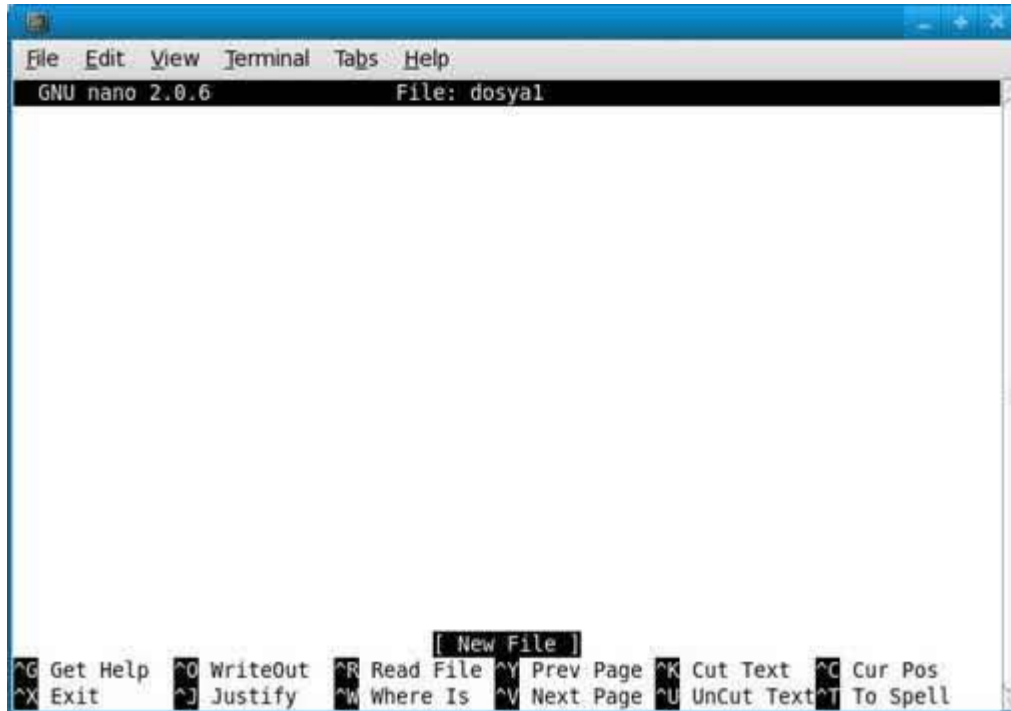 File Edit View Terminal Tabs Help
GNU nano 2.0.6 File: dosya1
[ New File ]
^G Get Help ^O WriteOut ^R Read File ^Y Prev Page ^K Cut Text ^C Cur Pos
^X Exit ^J Justify ^W Where Is ^V Next Page ^U UnCut Text ^T To Spell